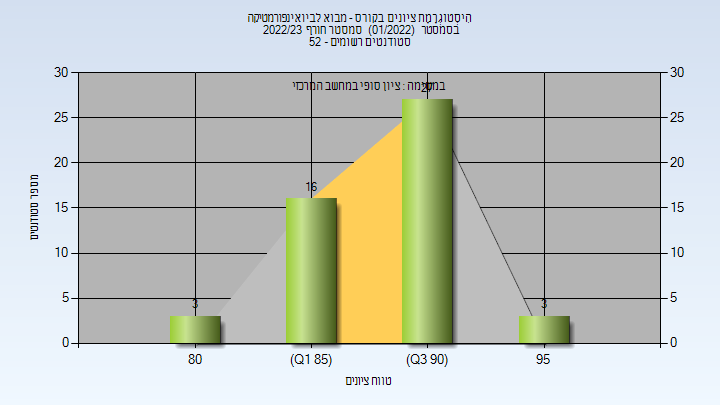 היסטוגרמת ציונים בקורס - מבוא לביואינפורמטיקה
בסמסטר (01/2022) סמסטר חורף 2022/23
סטודנטים רשומים - 52
במשימה : ציון סופי במחשב המרכזי
30 30
25 25
20 20
15 15
10 10
5 5
0 0
27
16
3 3
מספר סטודנטים
80 (Q1 85) (Q3 90) 95
טווח ציונים